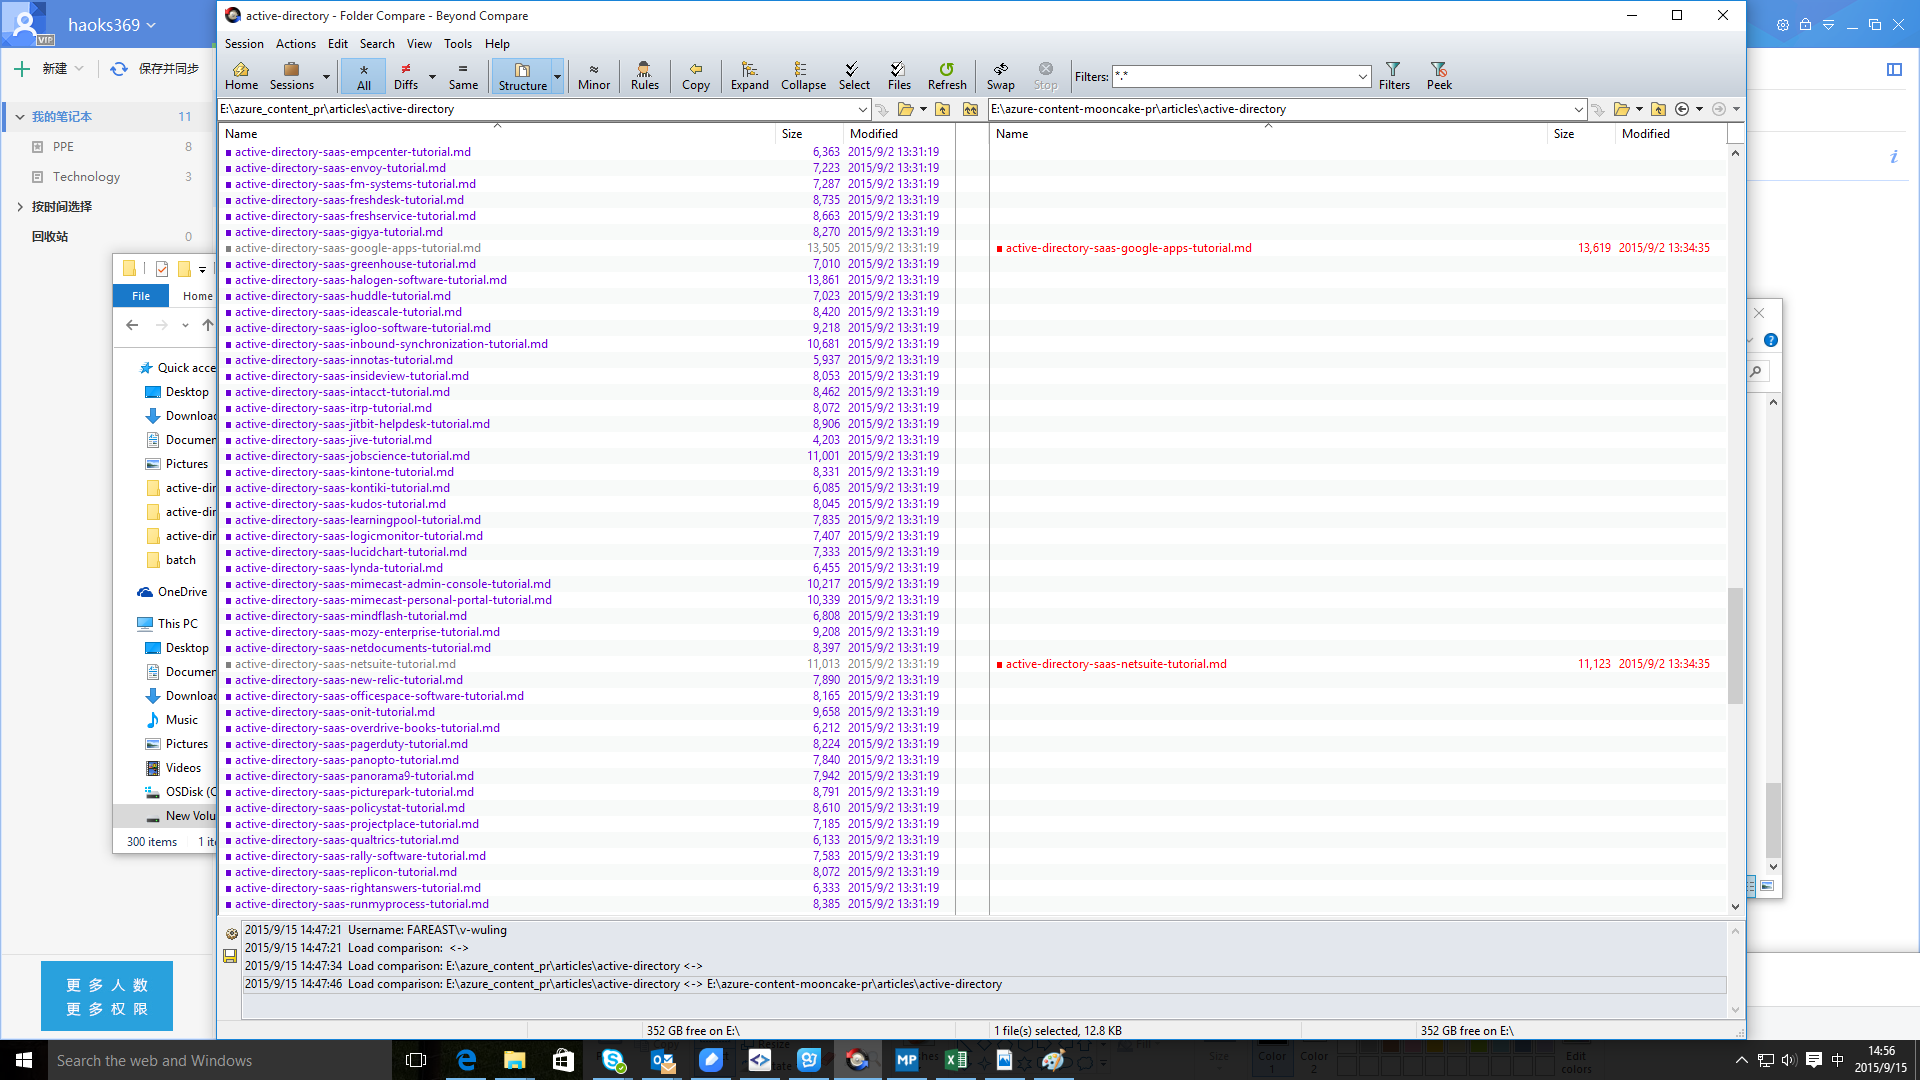 haoks369
VIP
新建
保存并同步
我的笔记本 11
PPE 8
Technology 3
按时间选择
回收站 0
File Home
Quick acce
Desktop
Downloac
Documer
Pictures
active-dir
active-dir
active-dir
batch
OneDrive
This PC
Desktop
Documer
Downloac
Music
Pictures
Videos
OSDisk (C
New Volu
300 items 1 ite
更多人数
更多权限
active-directory - Folder Compare - Beyond Compare
Session Actions Edit Search View Tools Help
Home Sessions All Diffs Same Structure Minor Rules Copy Expand Collapse Select Files Refresh Swap Stop Filters: *.* Filters Peek
E:\azure_content_pr\articles\active-directory
E:\azure-content-mooncake-pr\articles\active-directory
Name Size Modified Name Size Modified
active-directory-saas-empcenter-tutorial.md 6,363 2015/9/2 13:31:19
active-directory-saas-envoy-tutorial.md 7,223 2015/9/2 13:31:19
active-directory-saas-fm-systems-tutorial.md 7,287 2015/9/2 13:31:19
active-directory-saas-freshdesk-tutorial.md 8,735 2015/9/2 13:31:19
active-directory-saas-freshservice-tutorial.md 8,663 2015/9/2 13:31:19
active-directory-saas-gigya-tutorial.md 8,270 2015/9/2 13:31:19
active-directory-saas-google-apps-tutorial.md 13,505 2015/9/2 13:31:19 active-directory-saas-google-apps-tutorial.md 13,619 2015/9/2 13:34:35
active-directory-saas-greenhouse-tutorial.md 7,010 2015/9/2 13:31:19
active-directory-saas-halogen-software-tutorial.md 13,861 2015/9/2 13:31:19
active-directory-saas-huddle-tutorial.md 7,023 2015/9/2 13:31:19
active-directory-saas-ideascale-tutorial.md 8,420 2015/9/2 13:31:19
active-directory-saas-igloo-software-tutorial.md 9,218 2015/9/2 13:31:19
active-directory-saas-inbound-synchronization-tutorial.md 10,681 2015/9/2 13:31:19
active-directory-saas-innotas-tutorial.md 5,937 2015/9/2 13:31:19
active-directory-saas-insideview-tutorial.md 8,053 2015/9/2 13:31:19
active-directory-saas-intacct-tutorial.md 8,462 2015/9/2 13:31:19
active-directory-saas-itrp-tutorial.md 8,072 2015/9/2 13:31:19
active-directory-saas-jitbit-helpdesk-tutorial.md 8,906 2015/9/2 13:31:19
active-directory-saas-jive-tutorial.md 4,203 2015/9/2 13:31:19
active-directory-saas-jobscience-tutorial.md 11,001 2015/9/2 13:31:19
active-directory-saas-kintone-tutorial.md 8,331 2015/9/2 13:31:19
active-directory-saas-kontiki-tutorial.md 6,085 2015/9/2 13:31:19
active-directory-saas-kudos-tutorial.md 8,045 2015/9/2 13:31:19
active-directory-saas-learningpool-tutorial.md 7,835 2015/9/2 13:31:19
active-directory-saas-logicmonitor-tutorial.md 7,407 2015/9/2 13:31:19
active-directory-saas-lucidchart-tutorial.md 7,333 2015/9/2 13:31:19
active-directory-saas-lynda-tutorial.md 6,455 2015/9/2 13:31:19
active-directory-saas-mimecast-admin-console-tutorial.md 10,217 2015/9/2 13:31:19
active-directory-saas-mimecast-personal-portal-tutorial.md 10,339 2015/9/2 13:31:19
active-directory-saas-mindflash-tutorial.md 6,808 2015/9/2 13:31:19
active-directory-saas-mozy-enterprise-tutorial.md 9,208 2015/9/2 13:31:19
active-directory-saas-netdocuments-tutorial.md 8,397 2015/9/2 13:31:19
active-directory-saas-netsuite-tutorial.md 11,013 2015/9/2 13:31:19 active-directory-saas-netsuite-tutorial.md 11,123 2015/9/2 13:34:35
active-directory-saas-new-relic-tutorial.md 7,890 2015/9/2 13:31:19
active-directory-saas-officespace-software-tutorial.md 8,165 2015/9/2 13:31:19
active-directory-saas-onit-tutorial.md 9,658 2015/9/2 13:31:19
active-directory-saas-overdrive-books-tutorial.md 6,212 2015/9/2 13:31:19
active-directory-saas-pagerduty-tutorial.md 8,224 2015/9/2 13:31:19
active-directory-saas-panopto-tutorial.md 7,840 2015/9/2 13:31:19
active-directory-saas-panorama9-tutorial.md 7,942 2015/9/2 13:31:19
active-directory-saas-picturepark-tutorial.md 8,791 2015/9/2 13:31:19
active-directory-saas-policystat-tutorial.md 8,610 2015/9/2 13:31:19
active-directory-saas-projectplace-tutorial.md 7,185 2015/9/2 13:31:19
active-directory-saas-qualtrics-tutorial.md 6,133 2015/9/2 13:31:19
active-directory-saas-rally-software-tutorial.md 7,583 2015/9/2 13:31:19
active-directory-saas-replicon-tutorial.md 8,072 2015/9/2 13:31:19
active-directory-saas-rightanswers-tutorial.md 6,333 2015/9/2 13:31:19
active-directory-saas-runmyprocess-tutorial.md 8,385 2015/9/2 13:31:19
2015/9/15 14:47:21 Username: FAREAST\v-wuling
2015/9/15 14:47:21 Load comparison: <->
2015/9/15 14:47:34 Load comparison: E:\azure_content_pr\articles\active-directory <->
2015/9/15 14:47:46 Load comparison: E:\azure_content_pr\articles\active-directory <-> E:\azure-content-mooncake-pr\articles\active-directory
352 GB free on E:\ 1 file(s) selected, 12.8 KB 352 GB free on E:\
Search the web and Windows
MP
Size Color 1 Color 2 Edit colors
中
14:56
2015/9/15